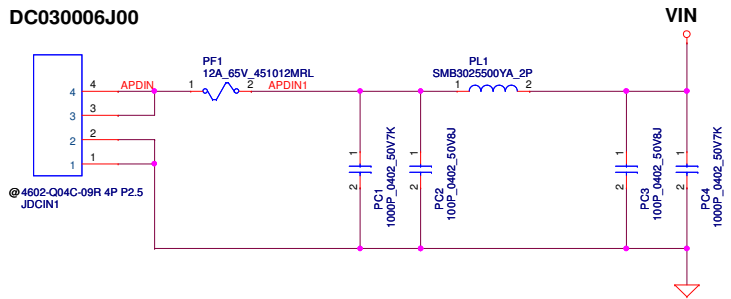 DC030006J00
VIN
PF1
12A_65V_451012MRL
PL1
SMB3025500YA_2P
4 4 APDIN 1 2 APDIN1 1 2
3 3
2 2
1 1
1 2 PC1 1000P_0402_50V7K
1 2 PC2 100P_0402_50V8J
1 2 PC3 100P_0402_50V8J
1 2 PC4 1000P_0402_50V7K
@ 4602-Q04C-09R 4P P2.5
JDCIN1